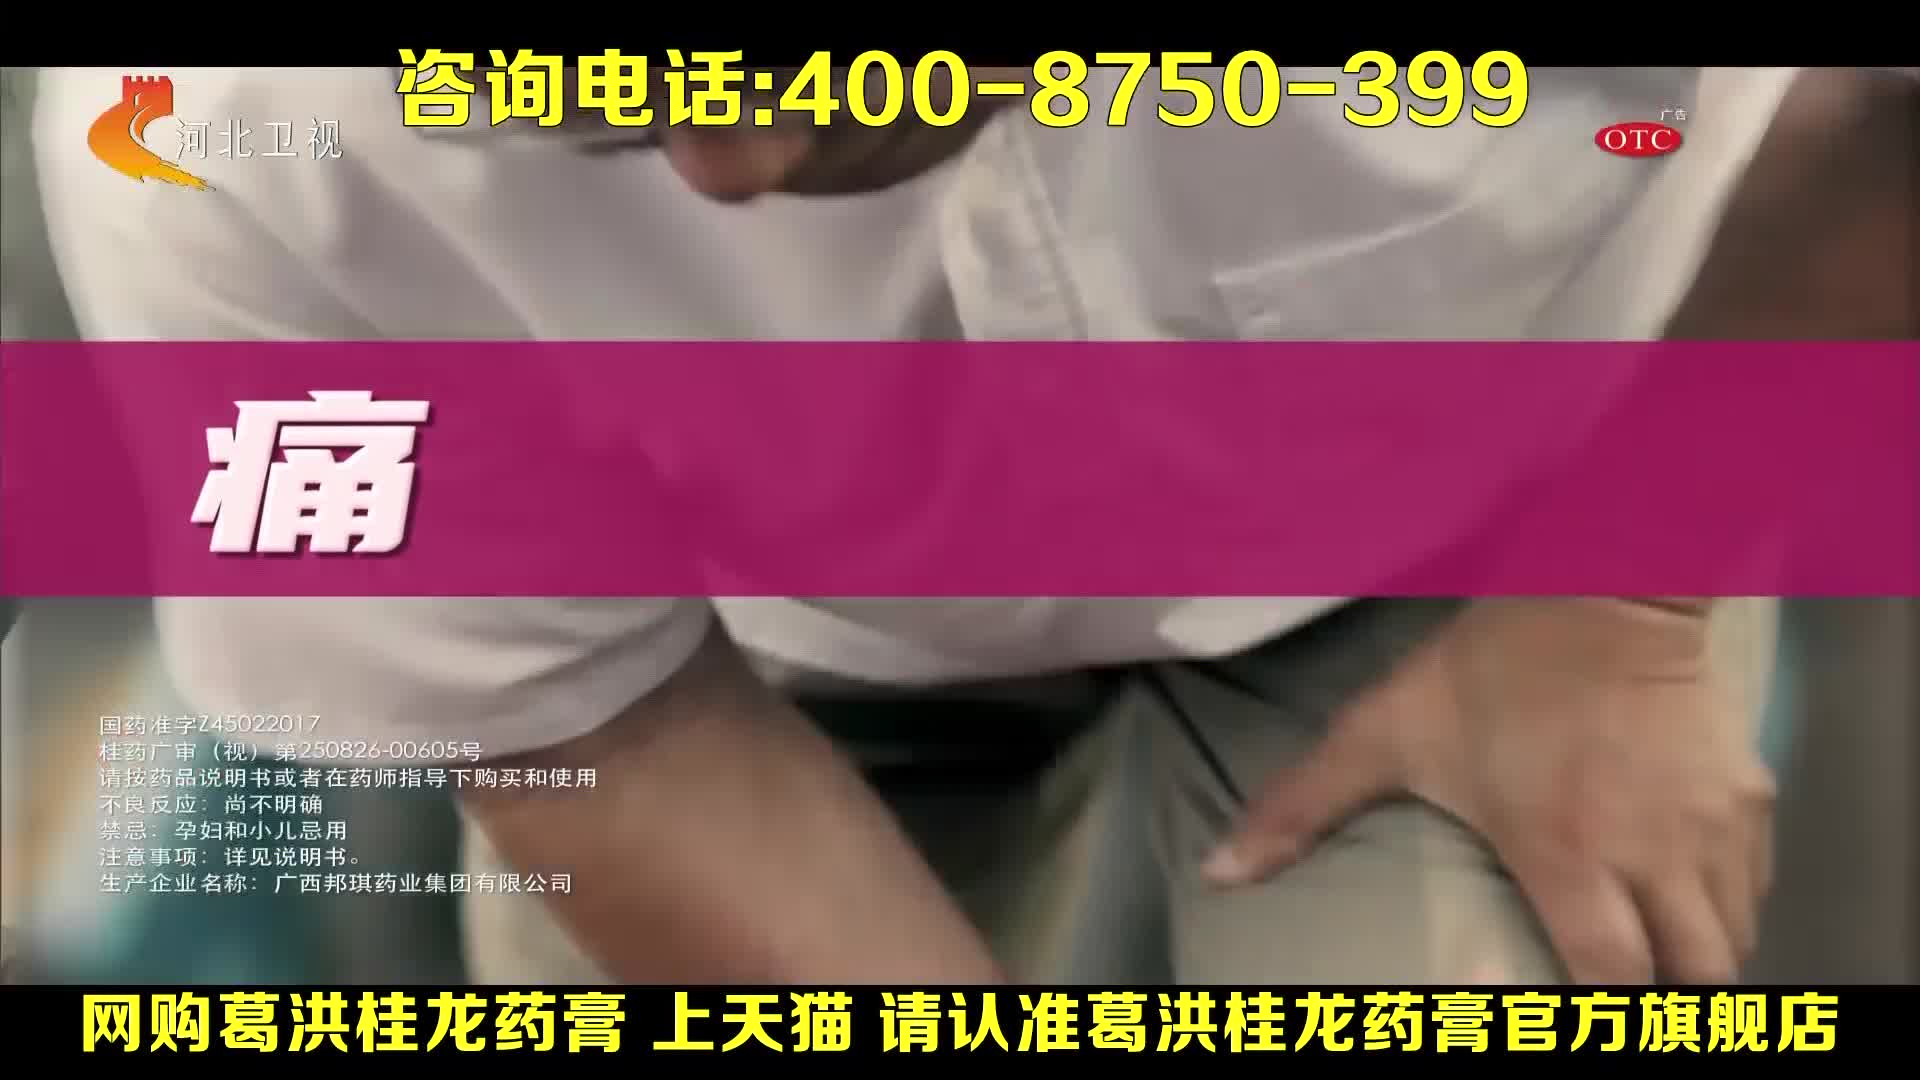 咨询电话:400-8750-399
河北卫视
广告
OTC
痛
国药准字Z45022017
桂药广审（视）第250826-00605号
请按药品说明书或者在药师指导下购买和使用
不良反应：尚不明确
禁忌：孕妇和小儿忌用
注意事项：详见说明书。
生产企业名称：广西邦琪药业集团有限公司
网购葛洪桂龙药膏 上天猫 请认准葛洪桂龙药膏官方旗舰店